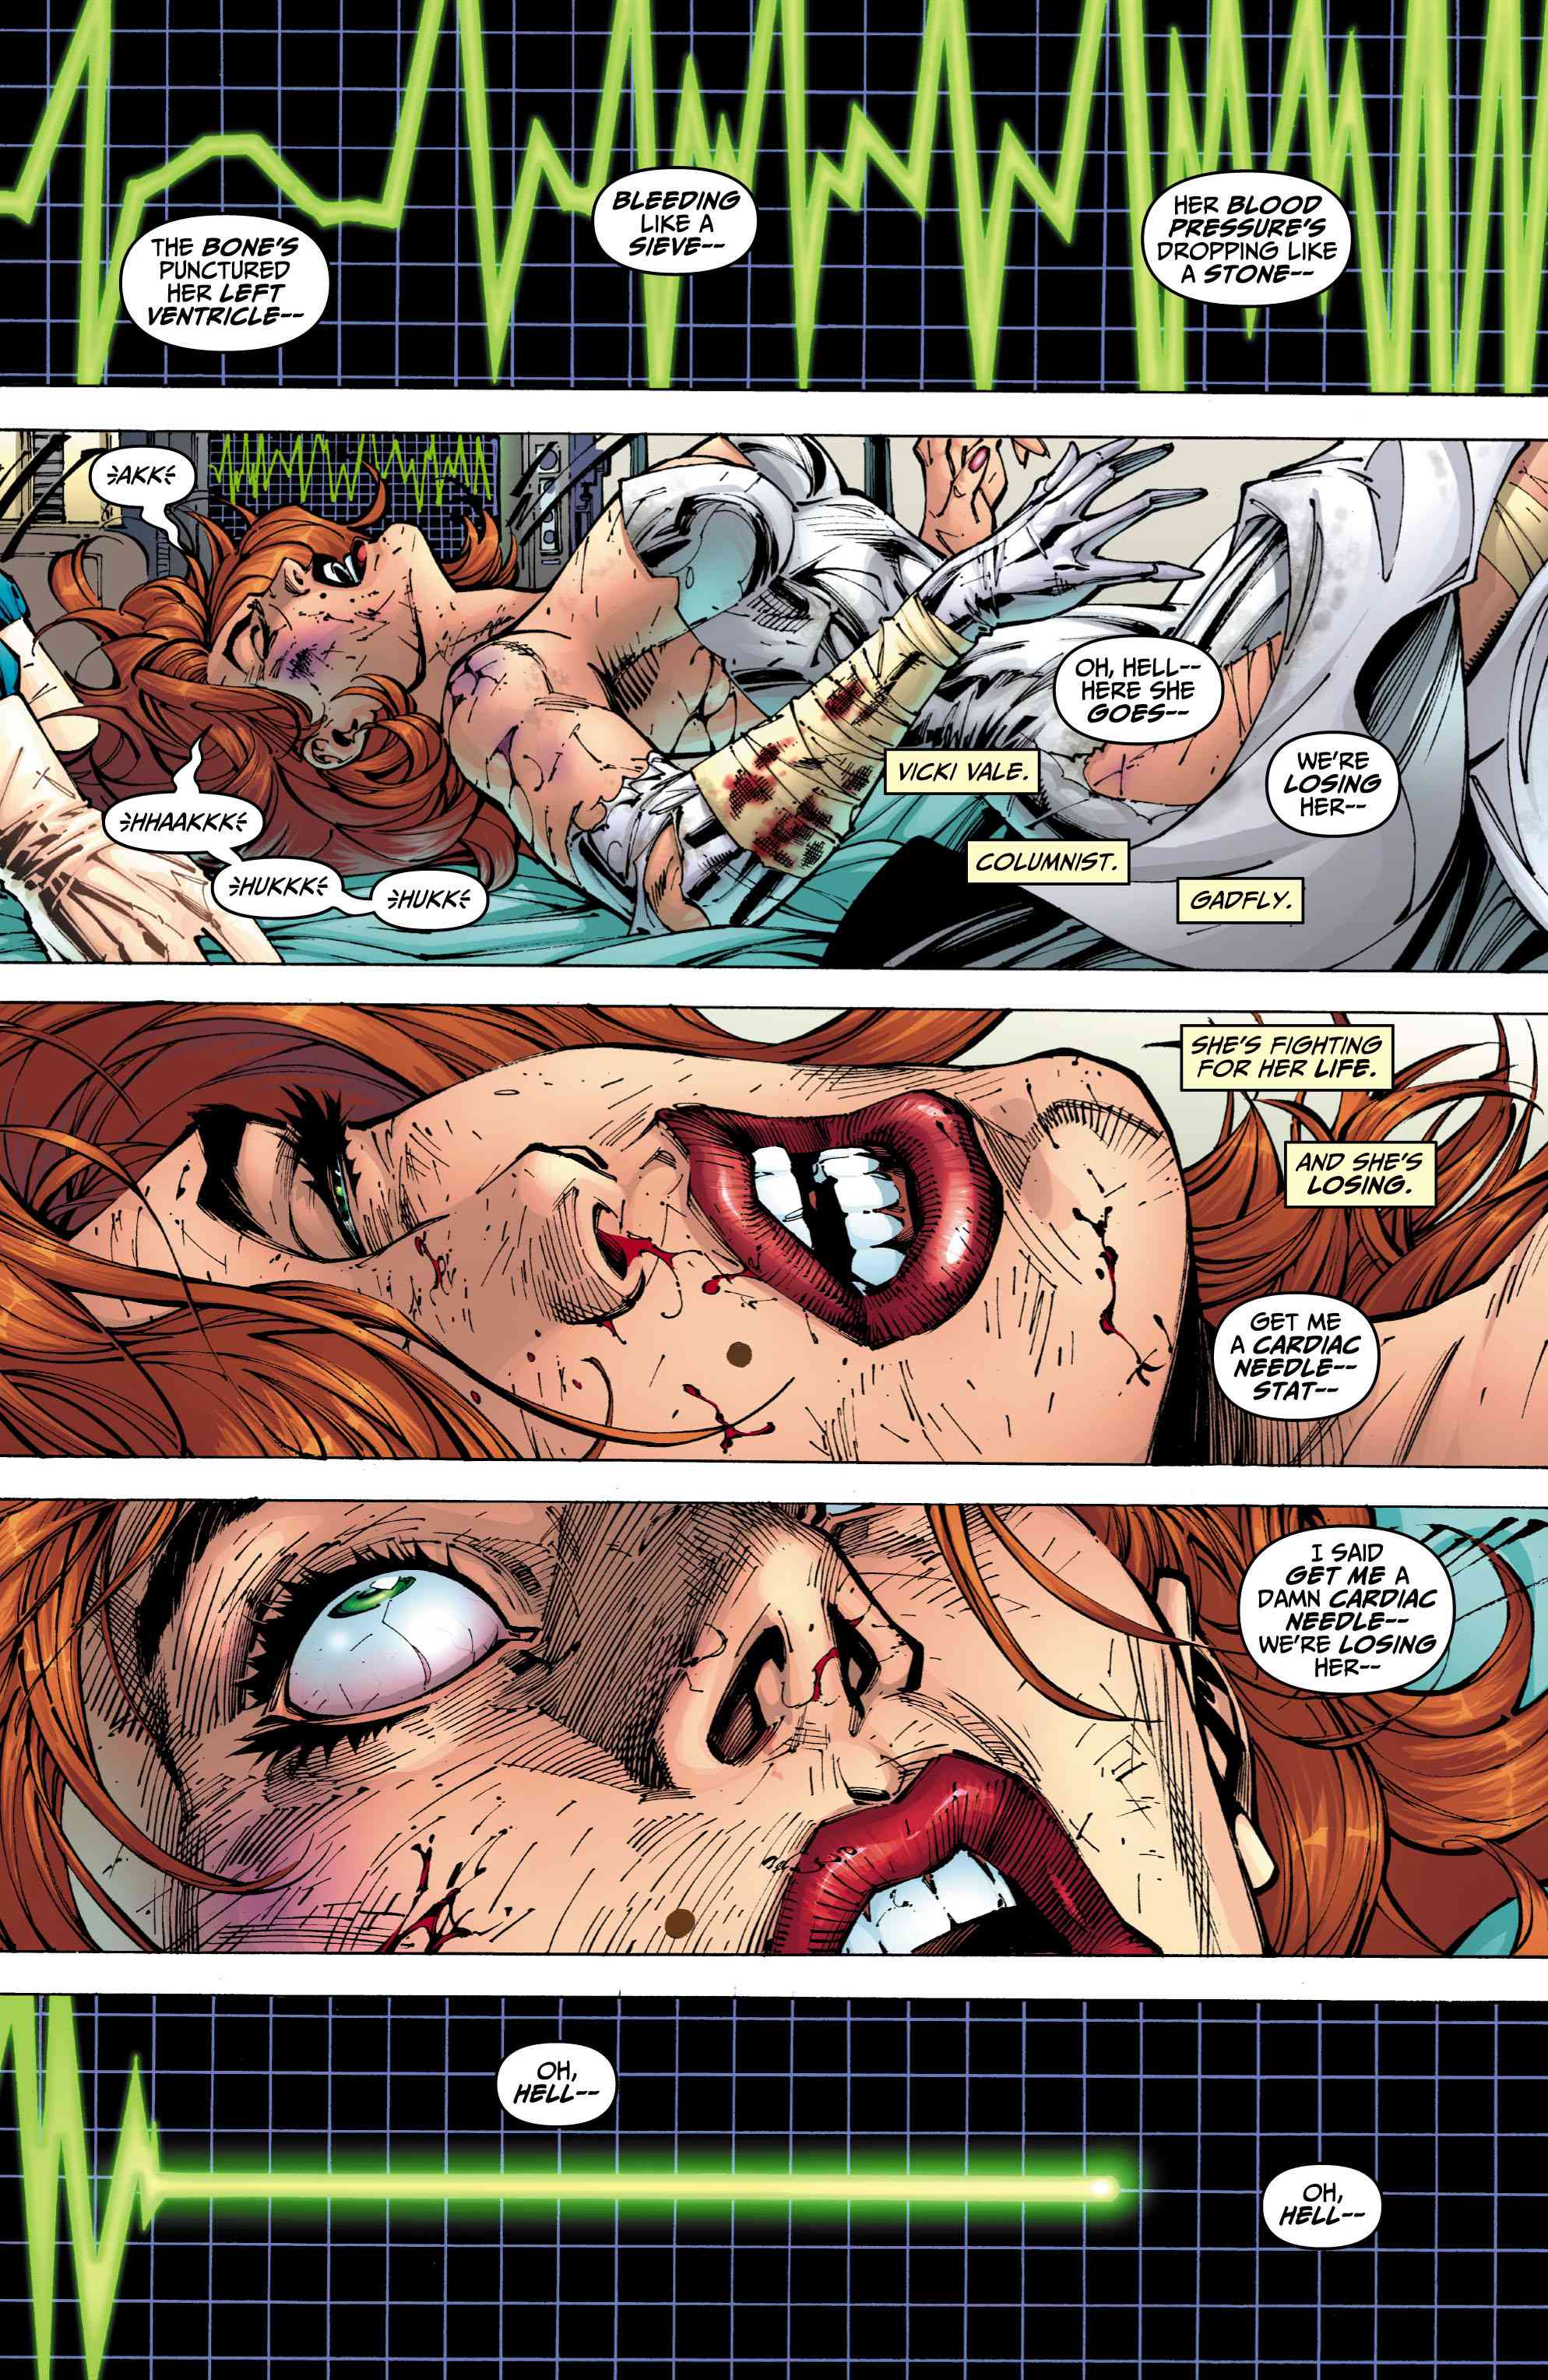 THE BONE'S
PUNCTURED
HER LEFT
VENTRICLE--
BLEEDING
LIKE A
SIEVE--
HER BLOOD
PRESSURE'S
DROPPING LIKE
A STONE--
AKK
HHAAKKK
HUKKK
HUKK
OH, HELL--
HERE SHE
GOES--
VICKI VALE.
WE'RE
LOSING
HER--
COLUMNIST.
GADFLY.
SHE'S FIGHTING
FOR HER LIFE.
AND SHE'S
LOSING.
GET ME
A CARDIAC
NEEDLE--
STAT--
I SAID
GET ME A
DAMN CARDIAC
NEEDLE--
WE'RE LOSING
HER--
OH,
HELL--
OH,
HELL--